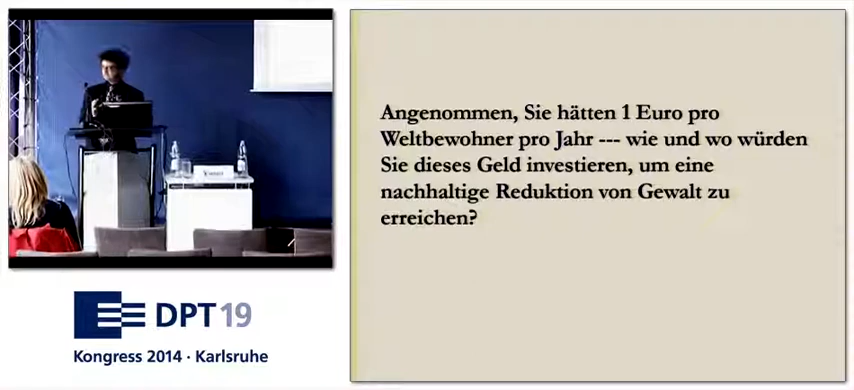 Angenommen, Sie hätten 1 Euro pro
Weltbewohner pro Jahr --- wie und wo würden
Sie dieses Geld investieren, um eine
nachhaltige Reduktion von Gewalt zu
erreichen?
DPT 19
Kongress 2014 · Karlsruhe